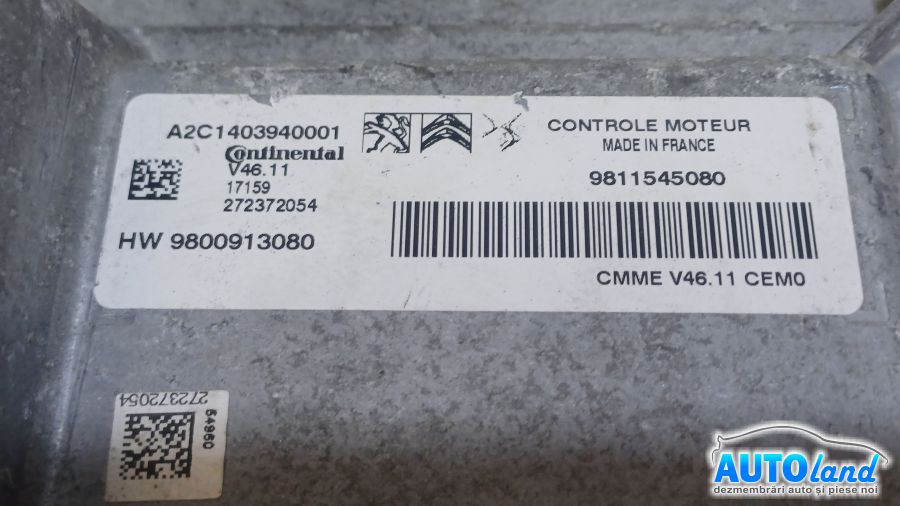 A2C1403940001
Continental
V46.11
17159
272372054
HW 9800913080
CONTROLE MOTEUR
MADE IN FRANCE
9811545080
CMME V46.11 CEM0
272372054
54960
AUTOland
dezmembrări auto și piese noi